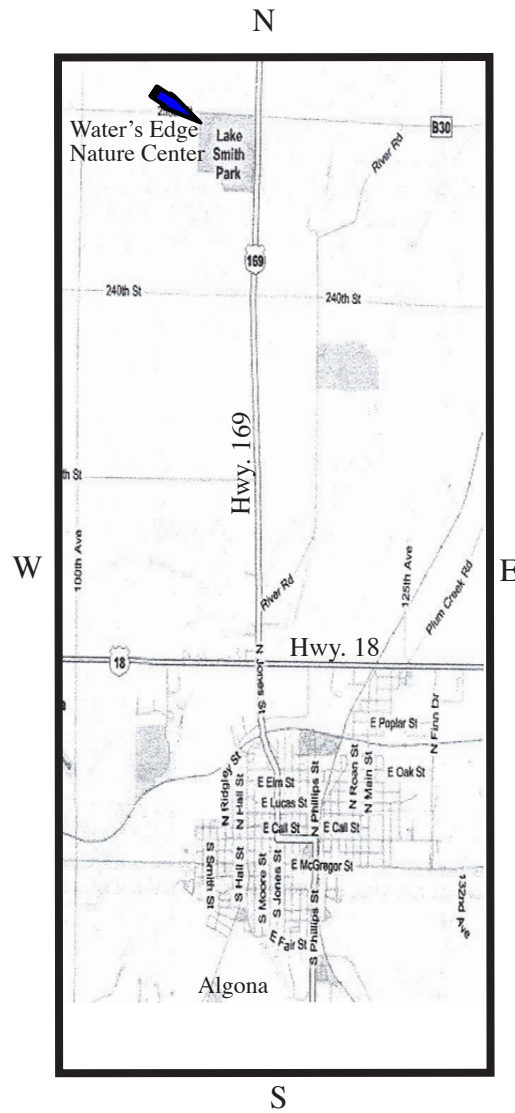 N
Water's Edge
Nature Center
Lake
Smith
Park
B30
River Rd
169
240th St
240th St
Hwy. 169
th St
W
E
100th Ave
River Rd
125th Ave
Plum Creek Rd
Hwy. 18
18
N Jones St
E Poplar St
N Finn Dr
N Ridgley St
N Hall St
E Elm St
N Phillips St
N Roan St
N Main St
E Oak St
E Lucas St
E Call St
E Call St
S Smith St
S Hall St
S Moore St
S Jones St
E McGregor St
S Phillips St
132nd Ave
E Fair St
Algona
S